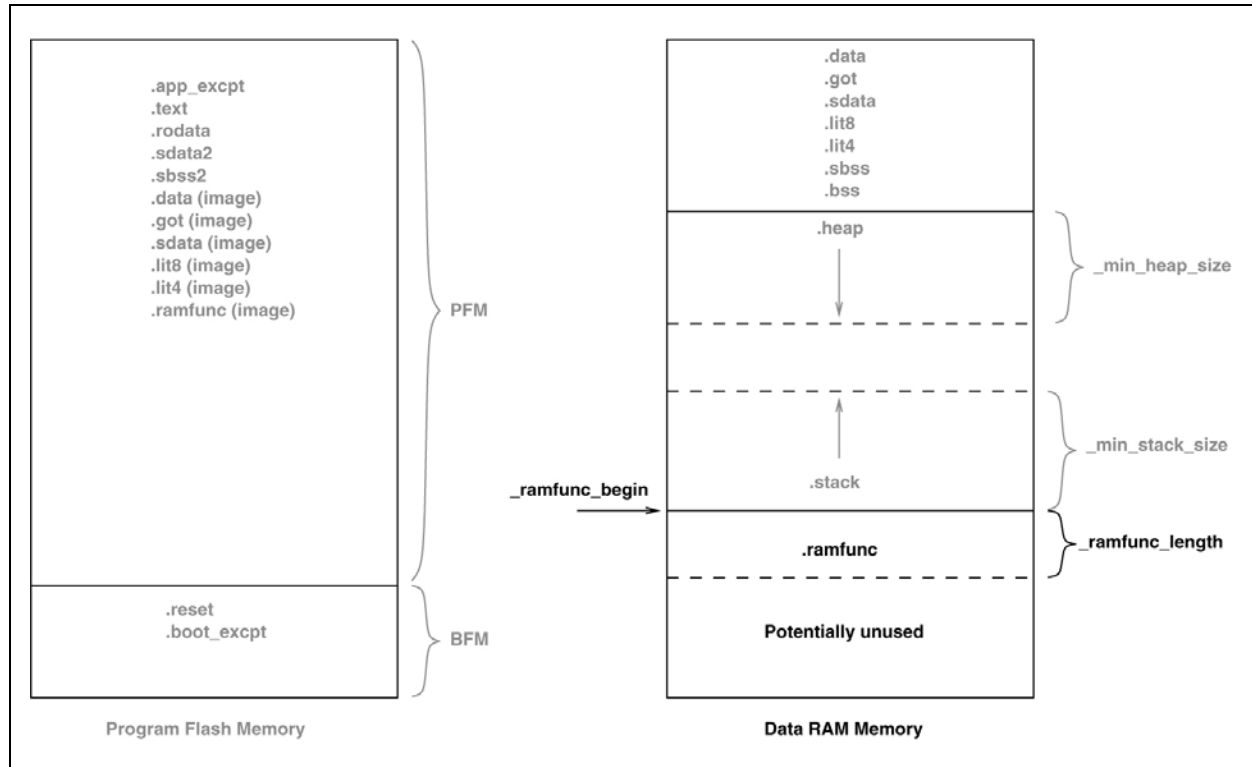 .app_excpt
.text
.rodata
.sdata2
.sbss2
.data (image)
.got (image)
.sdata (image)
.lit8 (image)
.lit4 (image)
.ramfunc (image)
PFM
.reset
.boot_excpt
BFM
Program Flash Memory
.data
.got
.sdata
.lit8
.lit4
.sbss
.bss
.heap
_min_heap_size
_min_stack_size
.stack
_ramfunc_begin
.ramfunc
_ramfunc_length
Potentially unused
Data RAM Memory